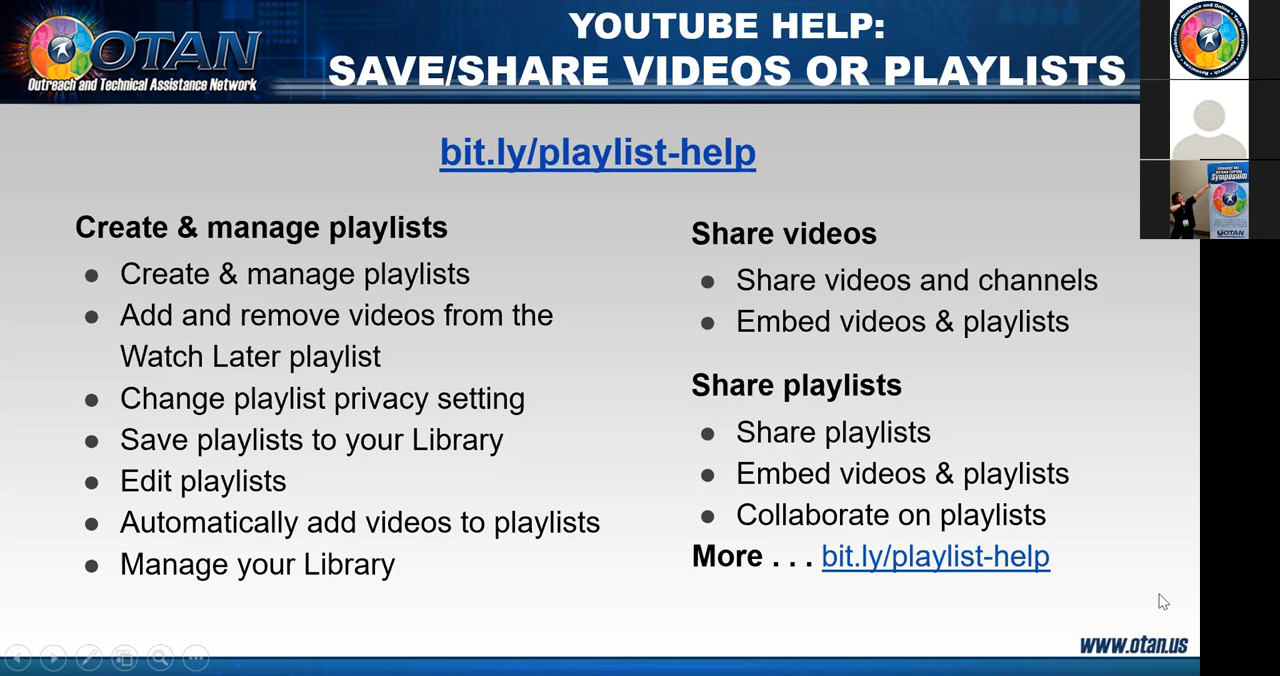 YOUTUBE HELP:
OTAN
SAVE/SHARE VIDEOS OR PLAYLISTS
Outreach and Technical Assistance Network
bit.ly/playlist-help
Create & manage playlists
● Create & manage playlists
● Add and remove videos from the
Watch Later playlist
● Change playlist privacy setting
● Save playlists to your Library
● Edit playlists
● Automatically add videos to playlists
● Manage your Library
Share videos
● Share videos and channels
● Embed videos & playlists
Share playlists
● Share playlists
● Embed videos & playlists
● Collaborate on playlists
More . . . bit.ly/playlist-help
www.otan.us
Symposium
OTAN